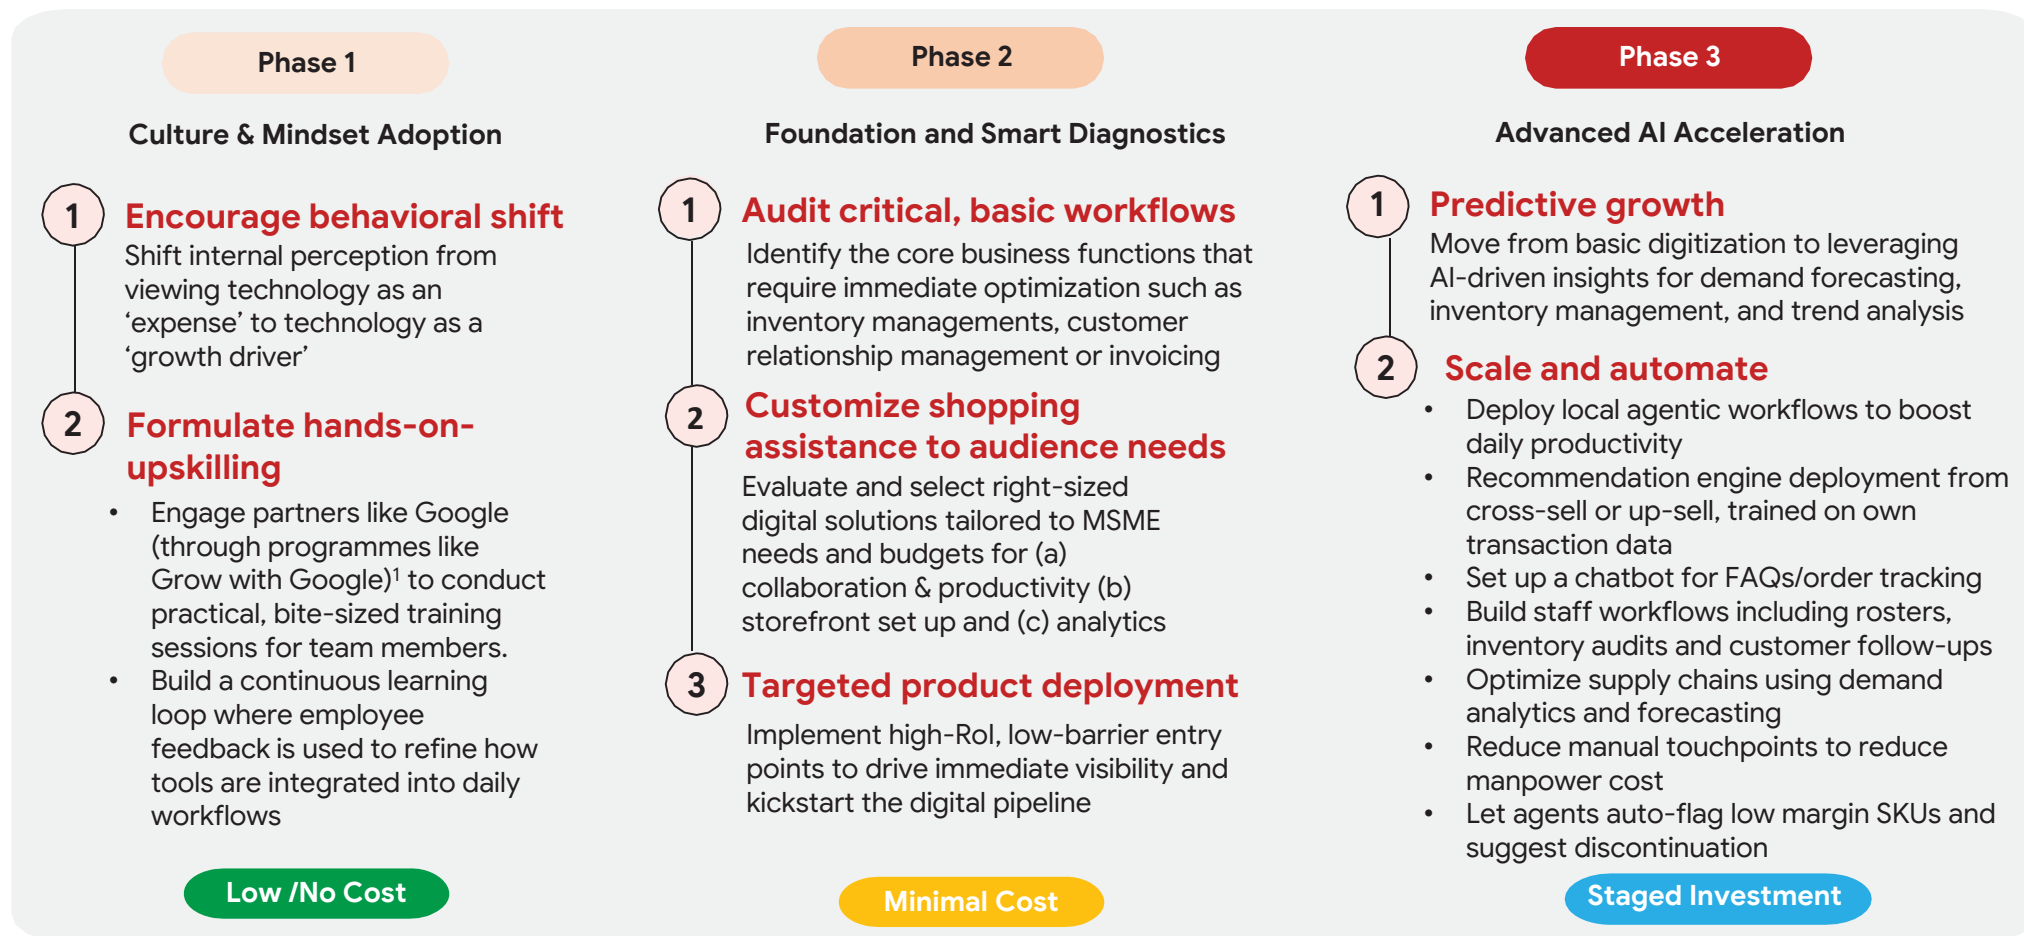 Phase 1
Culture & Mindset Adoption
1
Encourage behavioral shift
Shift internal perception from
viewing technology as an
‘expense’ to technology as a
‘growth driver’
2
Formulate hands-on-
upskilling
• Engage partners like Google
(through programmes like
Grow with Google)¹ to conduct
practical, bite-sized training
sessions for team members.
• Build a continuous learning
loop where employee
feedback is used to refine how
tools are integrated into daily
workflows
Low /No Cost
Phase 2
Foundation and Smart Diagnostics
1
Audit critical, basic workflows
Identify the core business functions that
require immediate optimization such as
inventory managements, customer
relationship management or invoicing
2
Customize shopping
assistance to audience needs
Evaluate and select right-sized
digital solutions tailored to MSME
needs and budgets for (a)
collaboration & productivity (b)
storefront set up and (c) analytics
3
Targeted product deployment
Implement high-RoI, low-barrier entry
points to drive immediate visibility and
kickstart the digital pipeline
Minimal Cost
Phase 3
Advanced AI Acceleration
1
Predictive growth
Move from basic digitization to leveraging
AI-driven insights for demand forecasting,
inventory management, and trend analysis
2
Scale and automate
• Deploy local agentic workflows to boost
daily productivity
• Recommendation engine deployment from
cross-sell or up-sell, trained on own
transaction data
• Set up a chatbot for FAQs/order tracking
• Build staff workflows including rosters,
inventory audits and customer follow-ups
• Optimize supply chains using demand
analytics and forecasting
• Reduce manual touchpoints to reduce
manpower cost
• Let agents auto-flag low margin SKUs and
suggest discontinuation
Staged Investment